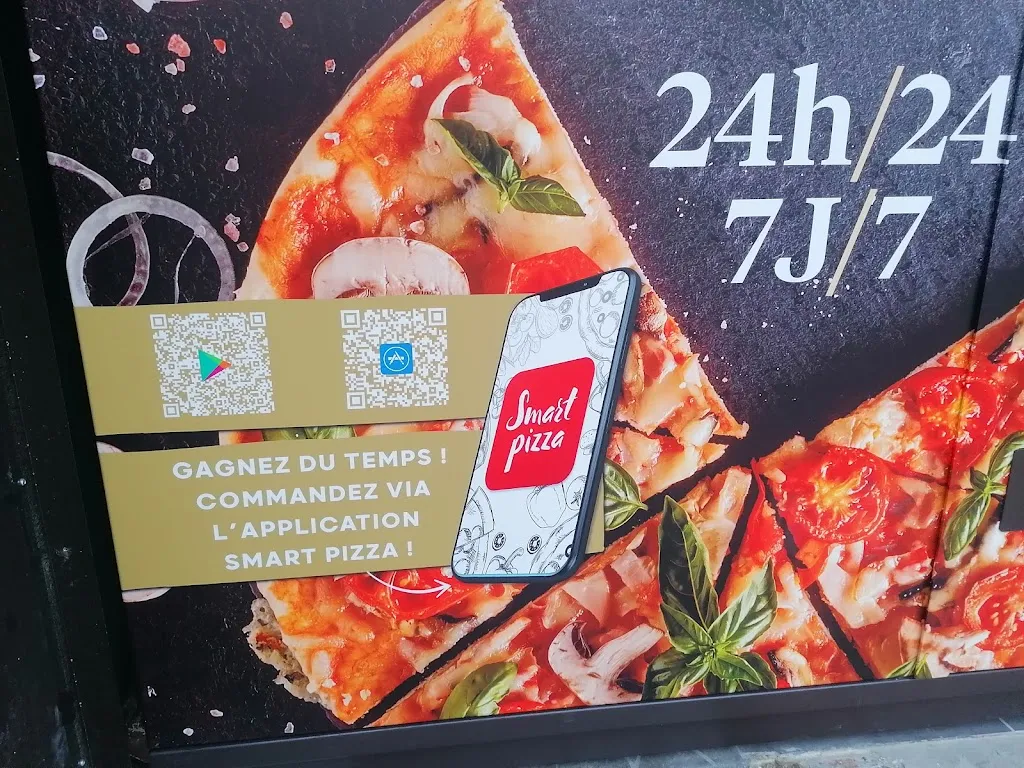 24h/24
7J/7
Smart
pizza
GAGNEZ DU TEMPS !
COMMANDEZ VIA
L'APPLICATION
SMART PIZZA !